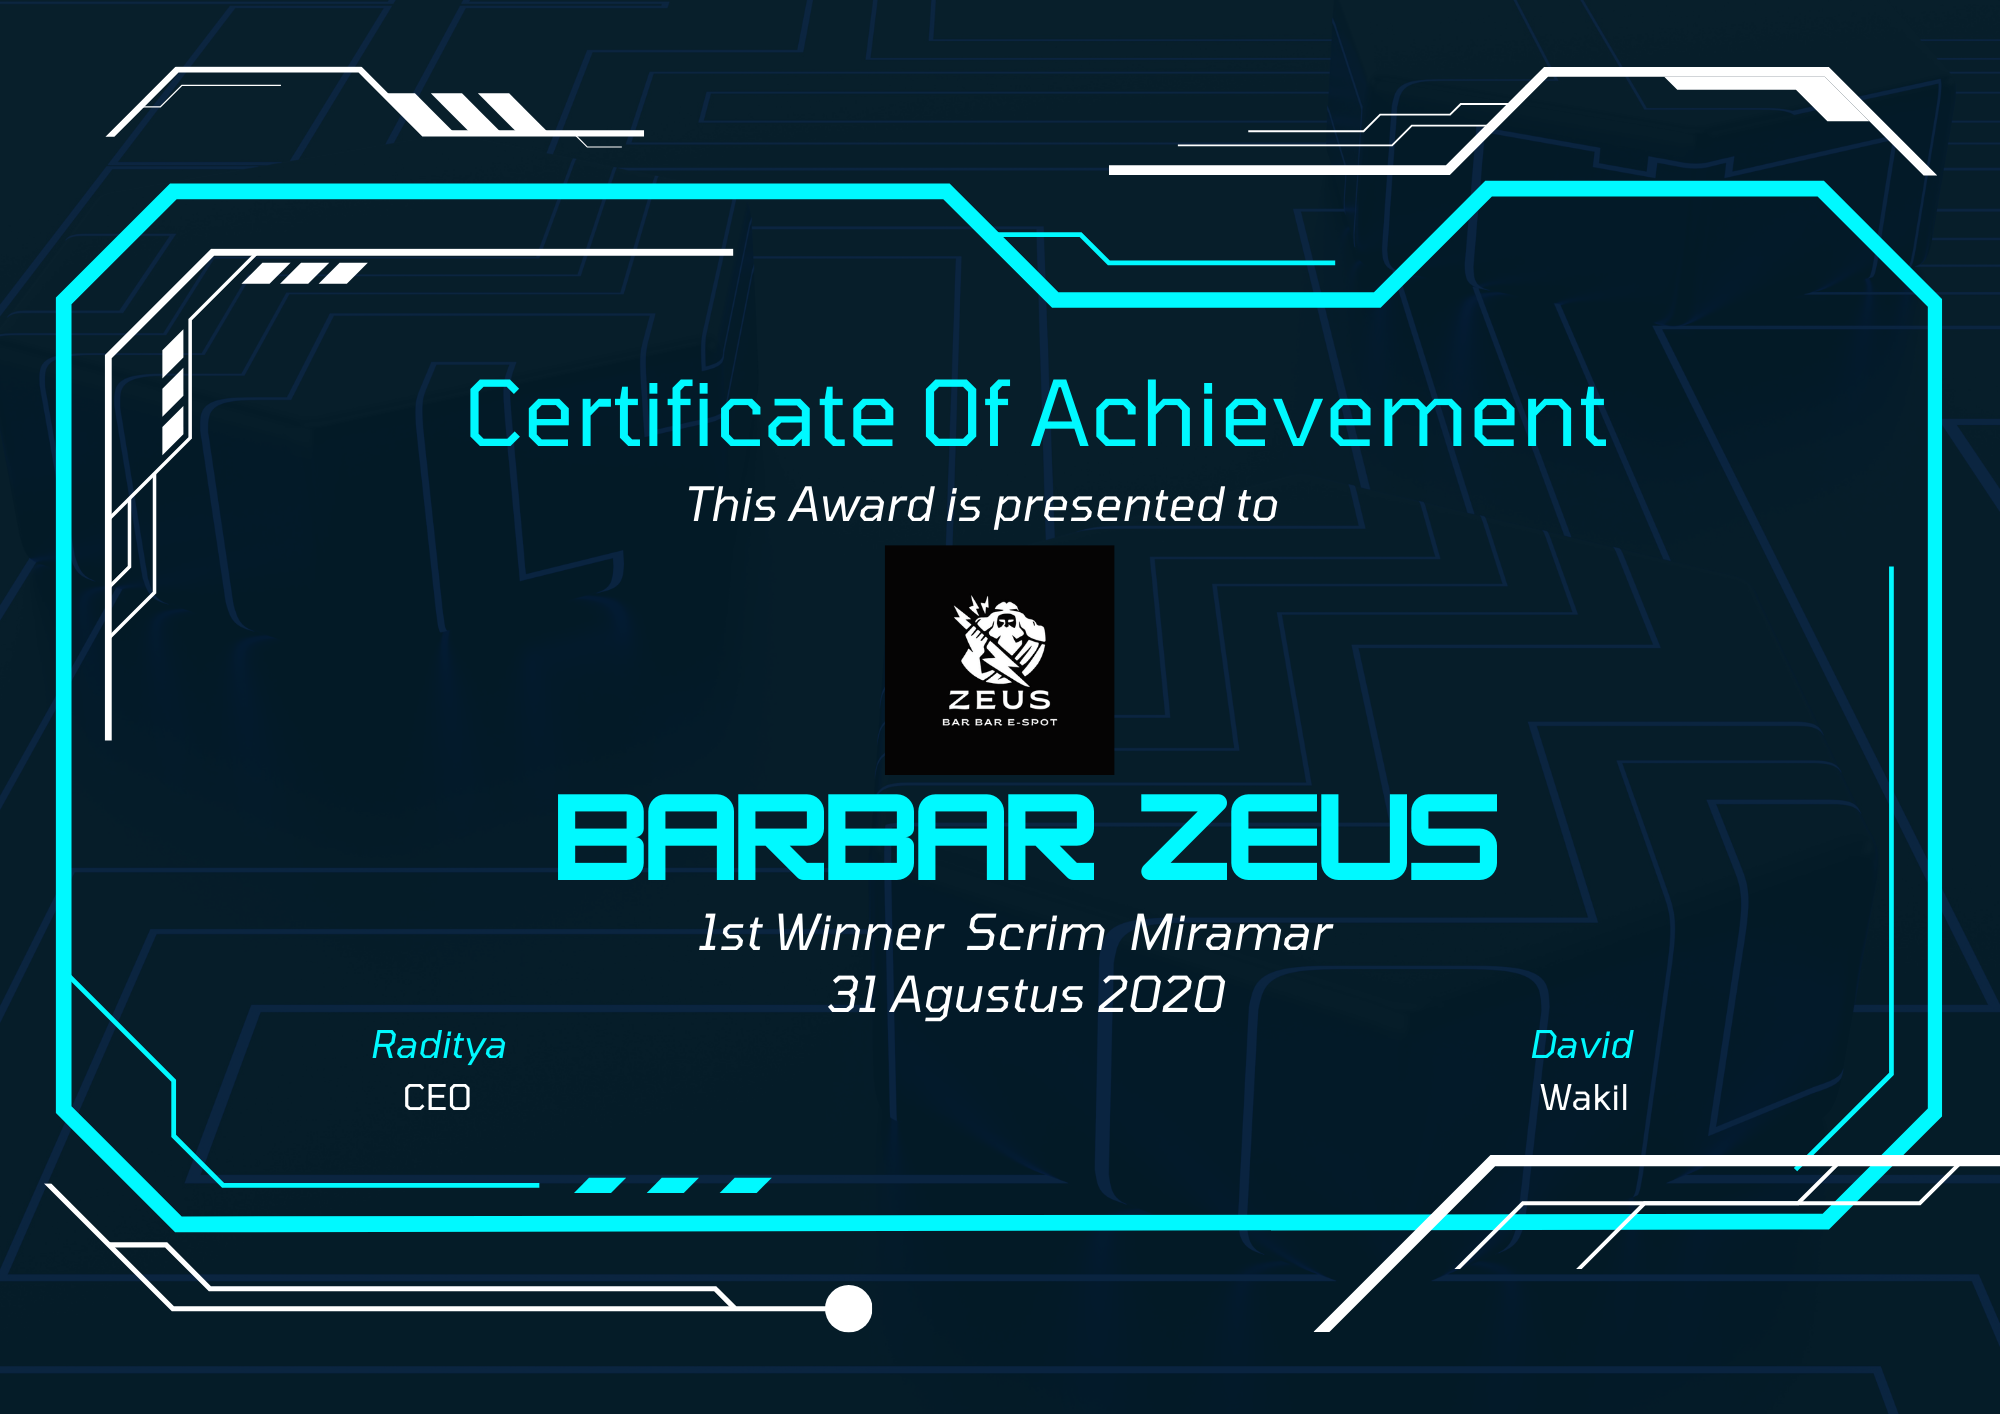 Certificate Of Achievement
This Award is presented to
ZEUS
BAR BAR E-SPOT
BARBAR ZEUS
1st Winner Scrim Miramar
31 Agustus 2020
Raditya
CEO
David
Wakil